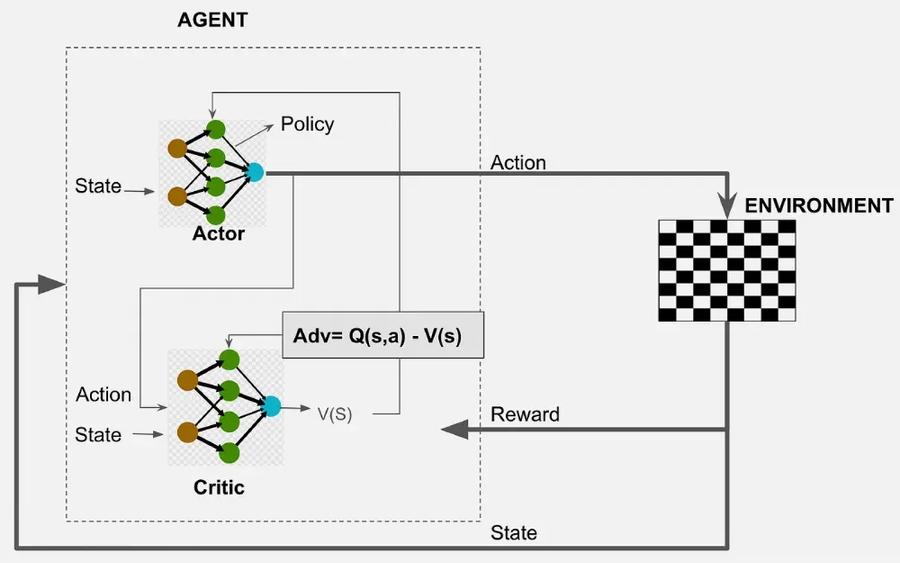 AGENT
Policy
Action
State
ENVIRONMENT
Actor
Adv= Q(s,a) - V(s)
Action
V(S)
Reward
State
Critic
State